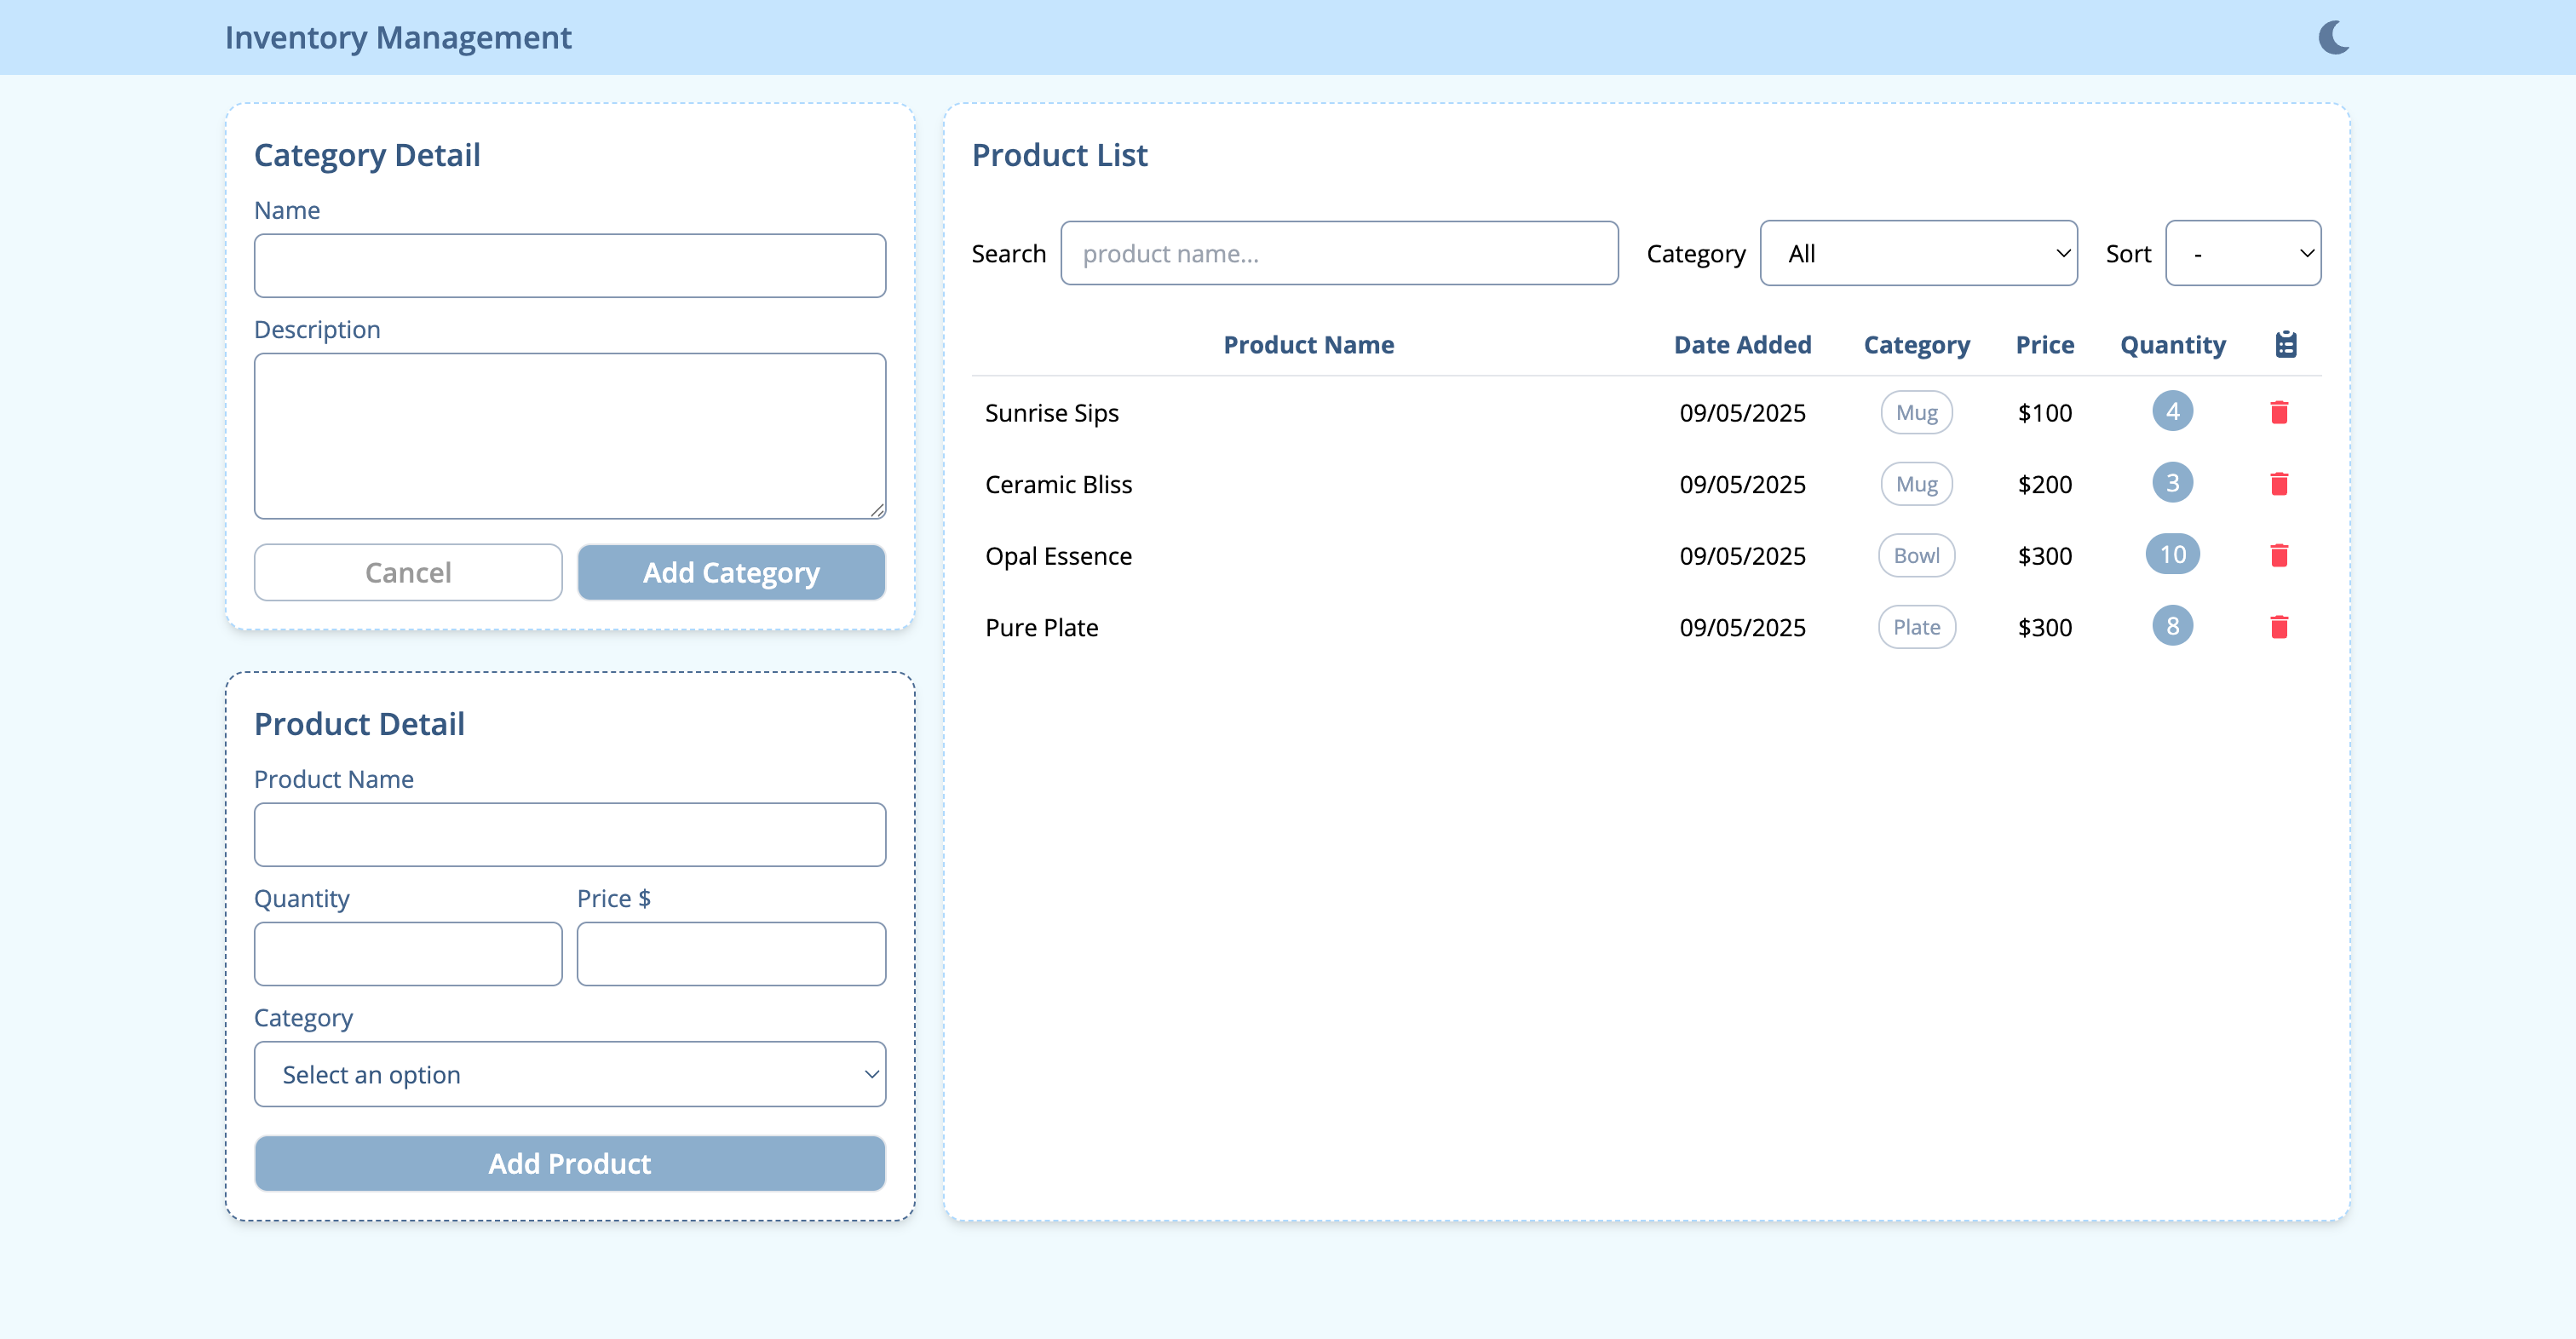 Inventory Management
Category Detail
Name
Description
Cancel Add Category
Product Detail
Product Name
Quantity Price $
Category
Select an option
Add Product
Product List
Search product name... Category All Sort -
Product Name Date Added Category Price Quantity
Sunrise Sips 09/05/2025 Mug $100 4
Ceramic Bliss 09/05/2025 Mug $200 3
Opal Essence 09/05/2025 Bowl $300 10
Pure Plate 09/05/2025 Plate $300 8